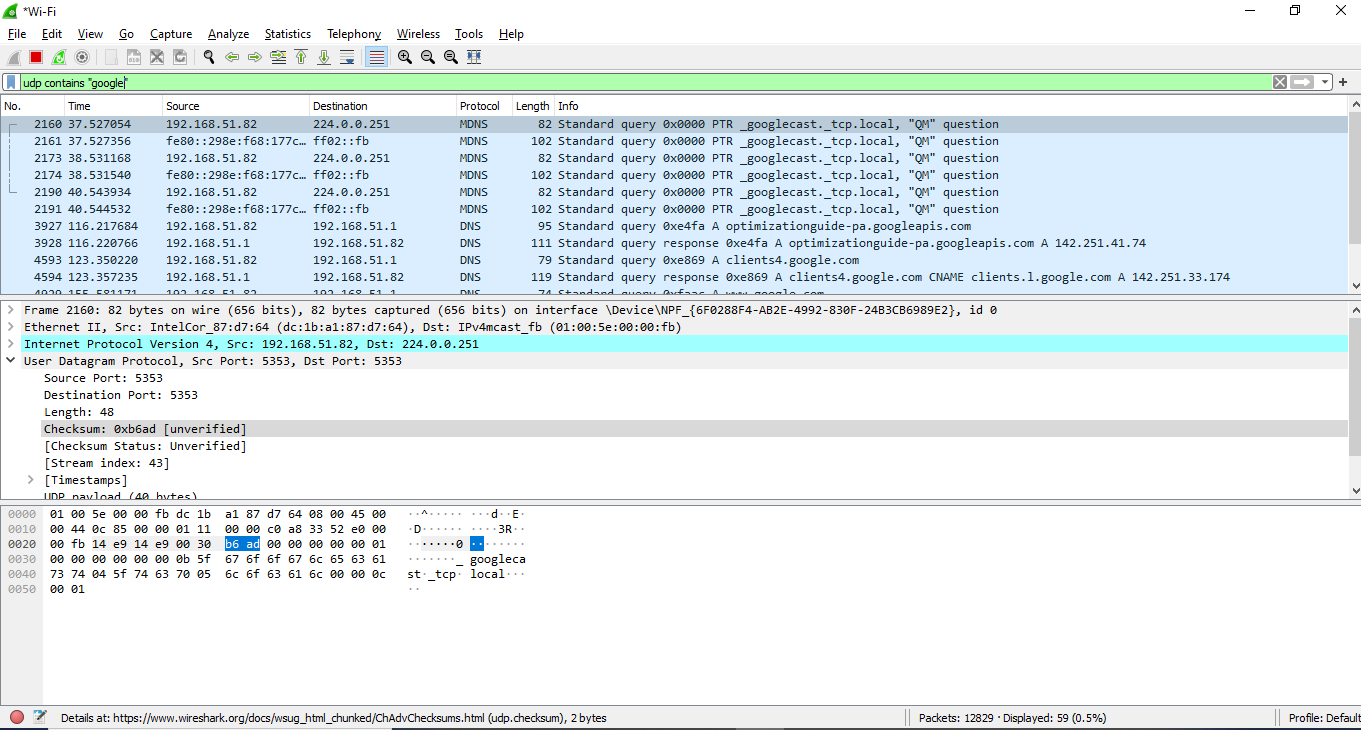 *Wi-Fi
File Edit View Go Capture Analyze Statistics Telephony Wireless Tools Help
udp contains "google"
No. Time Source Destination Protocol Length Info
2160 37.527054 192.168.51.82 224.0.0.251 MDNS 82 Standard query 0x0000 PTR _googlecast._tcp.local, "QM" question
2161 37.527356 fe80::298e:f68:177c… ff02::fb MDNS 102 Standard query 0x0000 PTR _googlecast._tcp.local, "QM" question
2173 38.531168 192.168.51.82 224.0.0.251 MDNS 82 Standard query 0x0000 PTR _googlecast._tcp.local, "QM" question
2174 38.531540 fe80::298e:f68:177c… ff02::fb MDNS 102 Standard query 0x0000 PTR _googlecast._tcp.local, "QM" question
2190 40.543934 192.168.51.82 224.0.0.251 MDNS 82 Standard query 0x0000 PTR _googlecast._tcp.local, "QM" question
2191 40.544532 fe80::298e:f68:177c… ff02::fb MDNS 102 Standard query 0x0000 PTR _googlecast._tcp.local, "QM" question
3927 116.217684 192.168.51.82 192.168.51.1 DNS 95 Standard query 0xe4fa A optimizationguide-pa.googleapis.com
3928 116.220766 192.168.51.1 192.168.51.82 DNS 111 Standard query response 0xe4fa A optimizationguide-pa.googleapis.com A 142.251.41.74
4593 123.350220 192.168.51.82 192.168.51.1 DNS 79 Standard query 0xe869 A clients4.google.com
4594 123.357235 192.168.51.1 192.168.51.82 DNS 119 Standard query response 0xe869 A clients4.google.com CNAME clients.l.google.com A 142.251.33.174
192.168.51.82 192.168.51.1 DNS 74 Standard query 0xfaac A www.google.com
Frame 2160: 82 bytes on wire (656 bits), 82 bytes captured (656 bits) on interface \Device\NPF_{6F0288F4-AB2E-4992-830F-24B3CB6989E2}, id 0
Ethernet II, Src: IntelCor_87:d7:64 (dc:1b:a1:87:d7:64), Dst: IPv4mcast_fb (01:00:5e:00:00:fb)
Internet Protocol Version 4, Src: 192.168.51.82, Dst: 224.0.0.251
User Datagram Protocol, Src Port: 5353, Dst Port: 5353
Source Port: 5353
Destination Port: 5353
Length: 48
Checksum: 0xb6ad [unverified]
[Checksum Status: Unverified]
[Stream index: 43]
[Timestamps]
UDP payload (40 bytes)
0000 01 00 5e 00 00 fb dc 1b a1 87 d7 64 08 00 45 00 ··^····· ···d··E·
0010 00 44 0c 85 00 00 01 11 00 00 c0 a8 33 52 e0 00 ·D······ ····3R··
0020 00 fb 14 e9 14 e9 00 30 b6 ad 00 00 00 00 00 01 ·······0 ········
0030 00 00 00 00 00 00 0b 5f 67 6f 6f 67 6c 65 63 61 ·······_ googleca
0040 73 74 04 5f 74 63 70 05 6c 6f 63 61 6c 00 00 0c st·_tcp· local···
0050 00 01 ··
Details at: https://www.wireshark.org/docs/wsug_html_chunked/ChAdvChecksums.html (udp.checksum), 2 bytes Packets: 12829 · Displayed: 59 (0.5%) Profile: Default